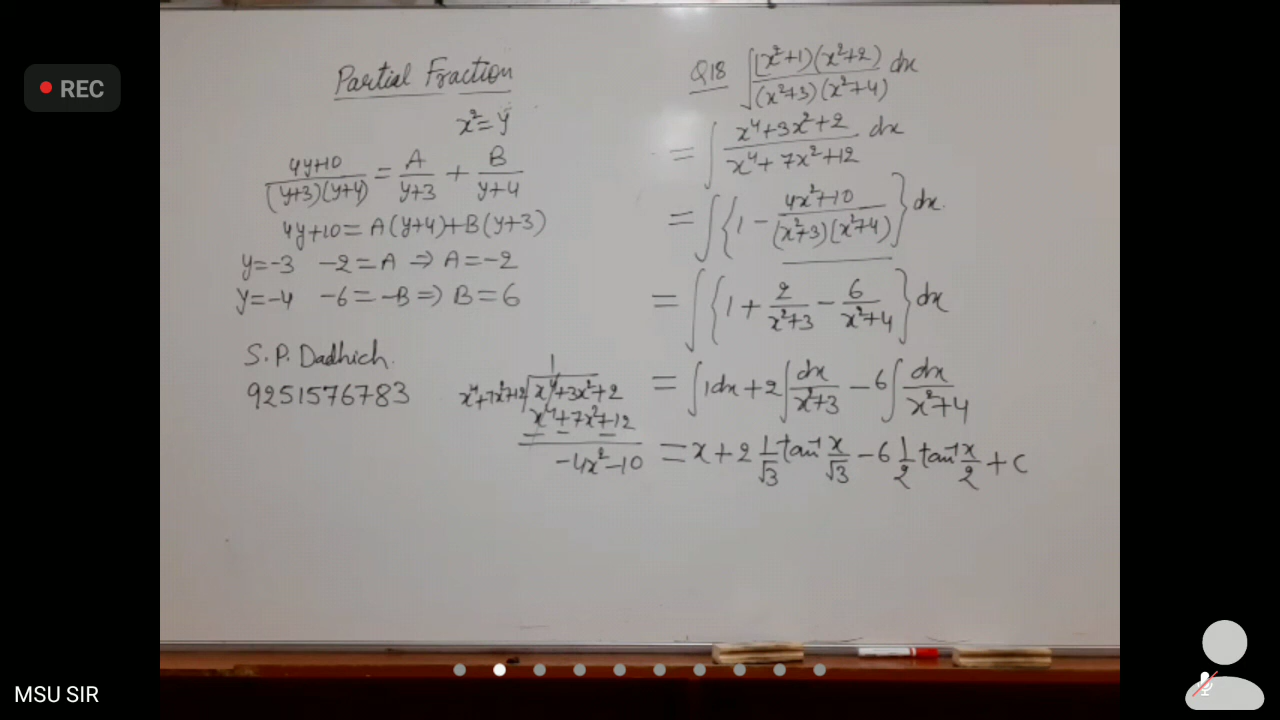 REC
Partial Fraction
x² = y
(4y+10)/((y+3)(y+4)) = A/(y+3) + B/(y+4)
4y+10 = A(y+4)+B(y+3)
y=-3 -2=A ⇒ A=-2
y=-4 -6=-B ⇒ B=6
S.P. Dadhich.
9251576783
1
x⁴+7x²+12 x⁴+3x²+2
x⁴+7x²+12
- - -
-4x²-10
Q18 ∫ (x²+1)(x²+2)/((x²+3)(x²+4)) dx
= ∫ (x⁴+3x²+2)/(x⁴+7x²+12) dx
= ∫ {1 - (4x²+10)/((x²+3)(x²+4))} dx.
= ∫ {1 + 2/(x²+3) - 6/(x²+4)} dx
= ∫1dx + 2∫dx/(x²+3) - 6∫dx/(x²+4)
= x + 2 1/√3 tan⁻¹ x/√3 - 6 1/2 tan⁻¹ x/2 + C
MSU SIR